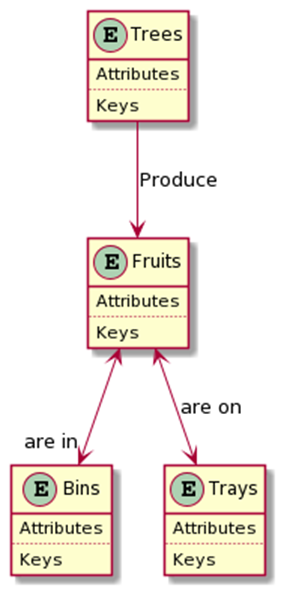 E Trees
Attributes
Keys
Produce
E Fruits
Attributes
Keys
are on
are in
E Bins
Attributes
Keys
E Trays
Attributes
Keys